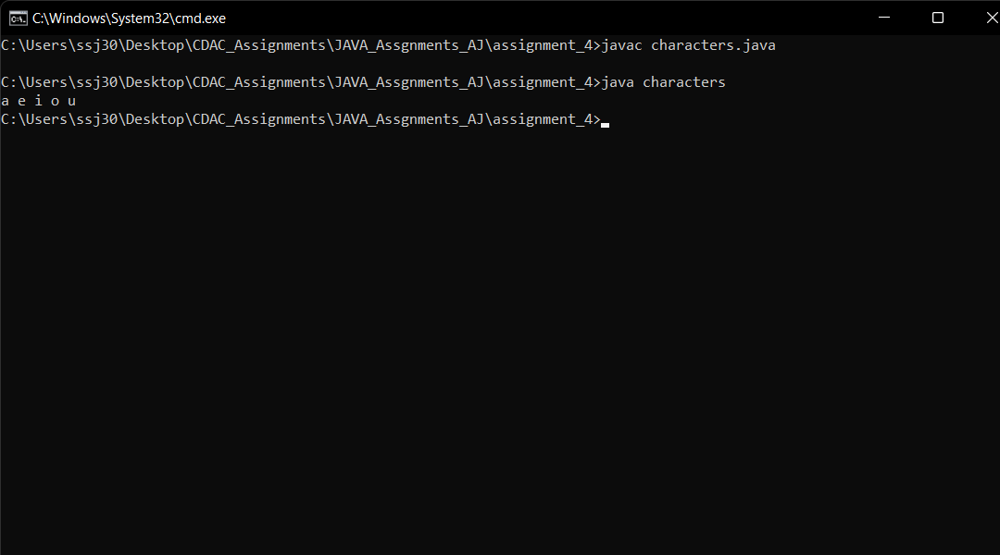 C:\Windows\System32\cmd.exe
C:\Users\ssj30\Desktop\CDAC_Assignments\JAVA_Assgnments_AJ\assignment_4>javac characters.java
C:\Users\ssj30\Desktop\CDAC_Assignments\JAVA_Assgnments_AJ\assignment_4>java characters
a e i o u
C:\Users\ssj30\Desktop\CDAC_Assignments\JAVA_Assgnments_AJ\assignment_4>